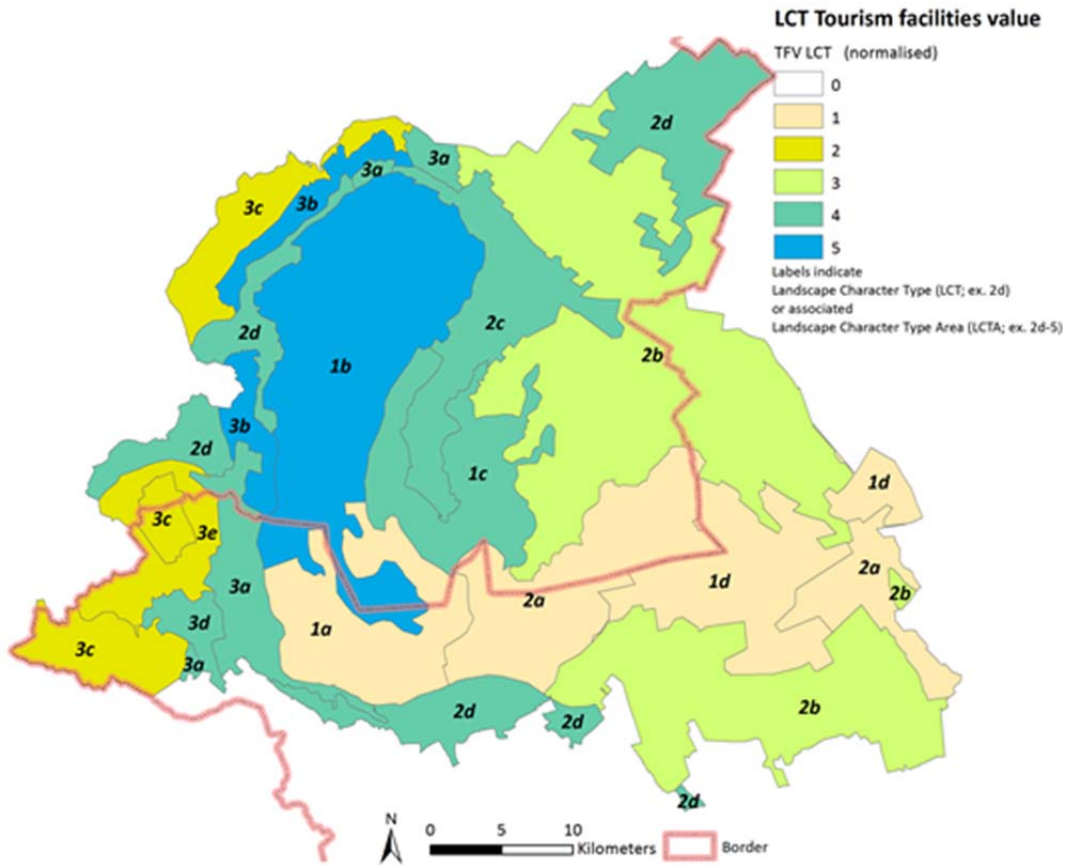 LCT Tourism facilities value
TFV LCT (normalised)
0
1
2
3
4
5
Labels indicate
Landscape Character Type (LCT; ex. 2d)
or associated
Landscape Character Type Area (LCTA; ex. 2d-5)
2d
3a
3a
3c
3b
2d
2c
1b
2b
3b
2d
1c
1d
3c
3e
3a
2a
1d
2b
2a
3d
1a
3c
3a
2d
2d
2b
2d
N
0 5 10
Kilometers
Border